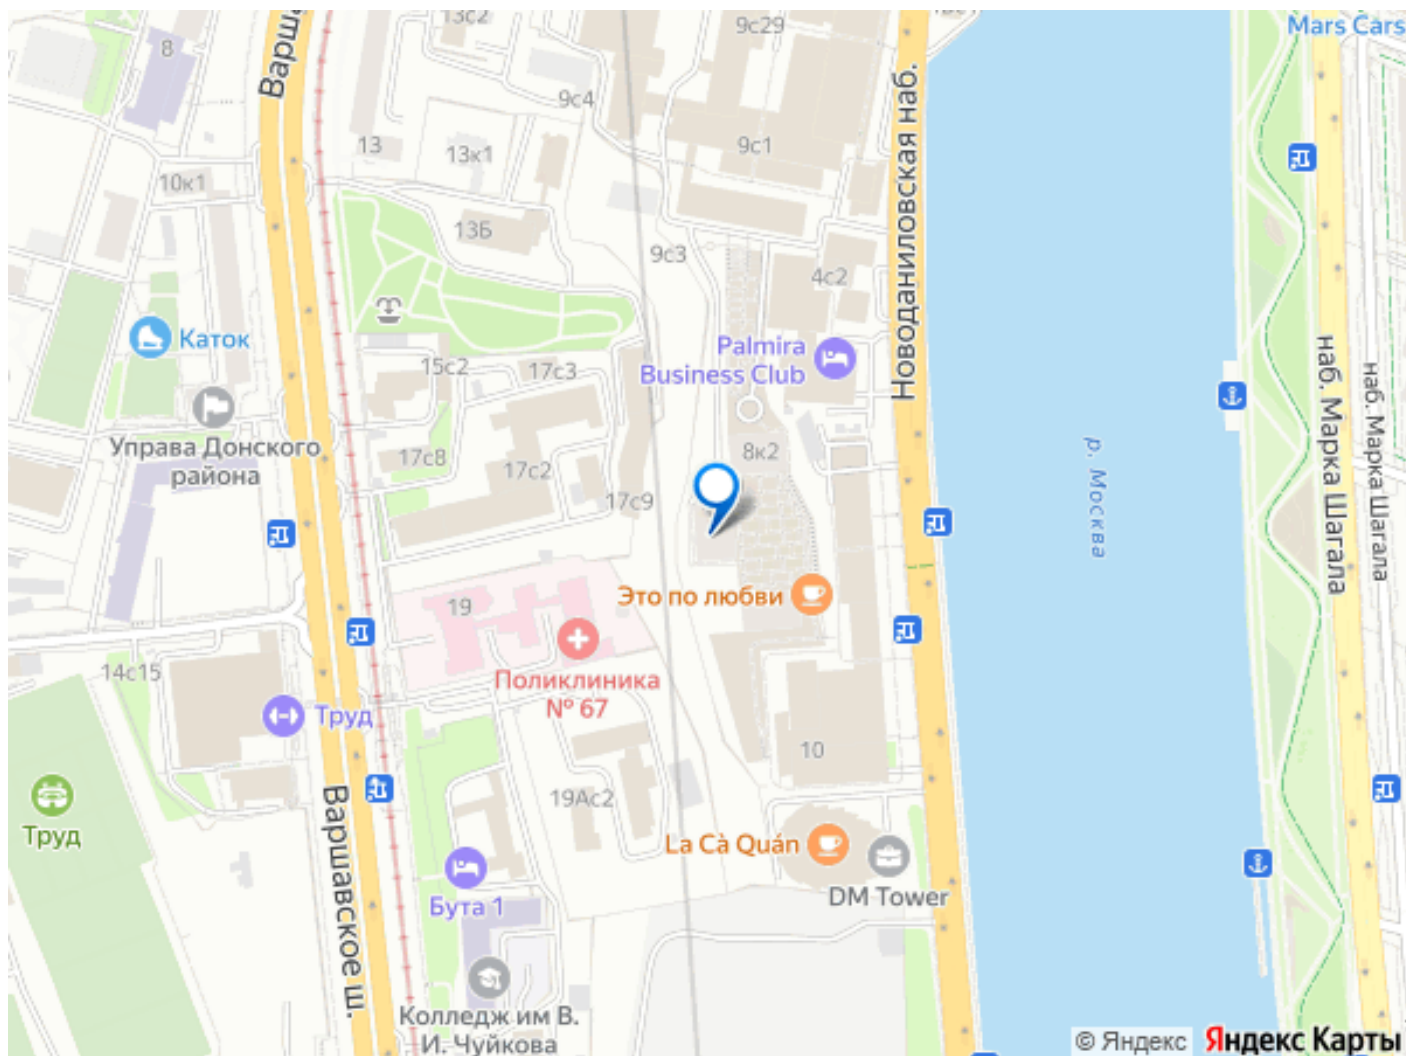 13с2
9с29
Mars Cars
8
Варша
9с4
13
13к1
9с1
10к1
13Б
Новоданиловская наб.
9с3
4с2
Каток
Palmira
Business Club
15с2
17с3
наб. Марка Шагала
наб. Марка Шагала
Управа Донского
района
17с8
17с2
8к2
17с9
р. Москва
Это по любви
19
Поликлиника
№ 67
14с15
Труд
10
19Ас2
Труд
Варшавское ш.
La Cà Quán
DM Tower
Бута 1
Колледж им В.
И. Чуйкова
© Яндекс
Яндекс Карты